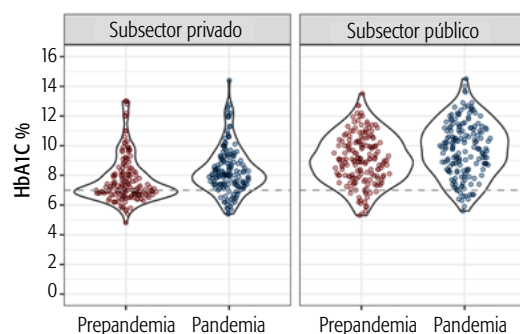 Subsector privado
Subsector público
HbA1C %
16
14
12
10
8
6
4
2
0
Prepandemia
Pandemia
Prepandemia
Pandemia